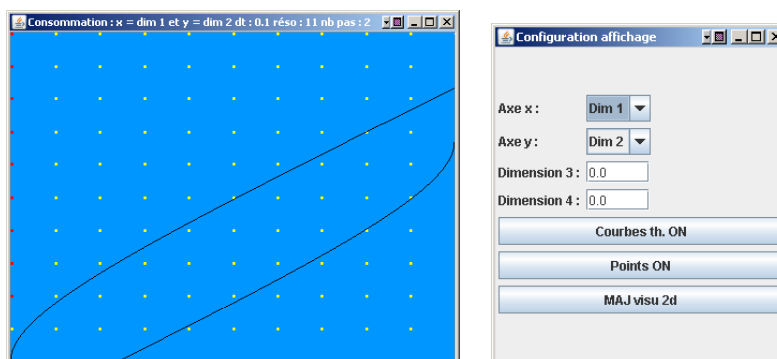 Consommation : x = dim 1 et y = dim 2 dt : 0.1 réso : 11 nb pas : 2
Configuration affichage
Axe x :
Dim 1
Axe y :
Dim 2
Dimension 3 :
0.0
Dimension 4 :
0.0
Courbes th. ON
Points ON
MAJ visu 2d